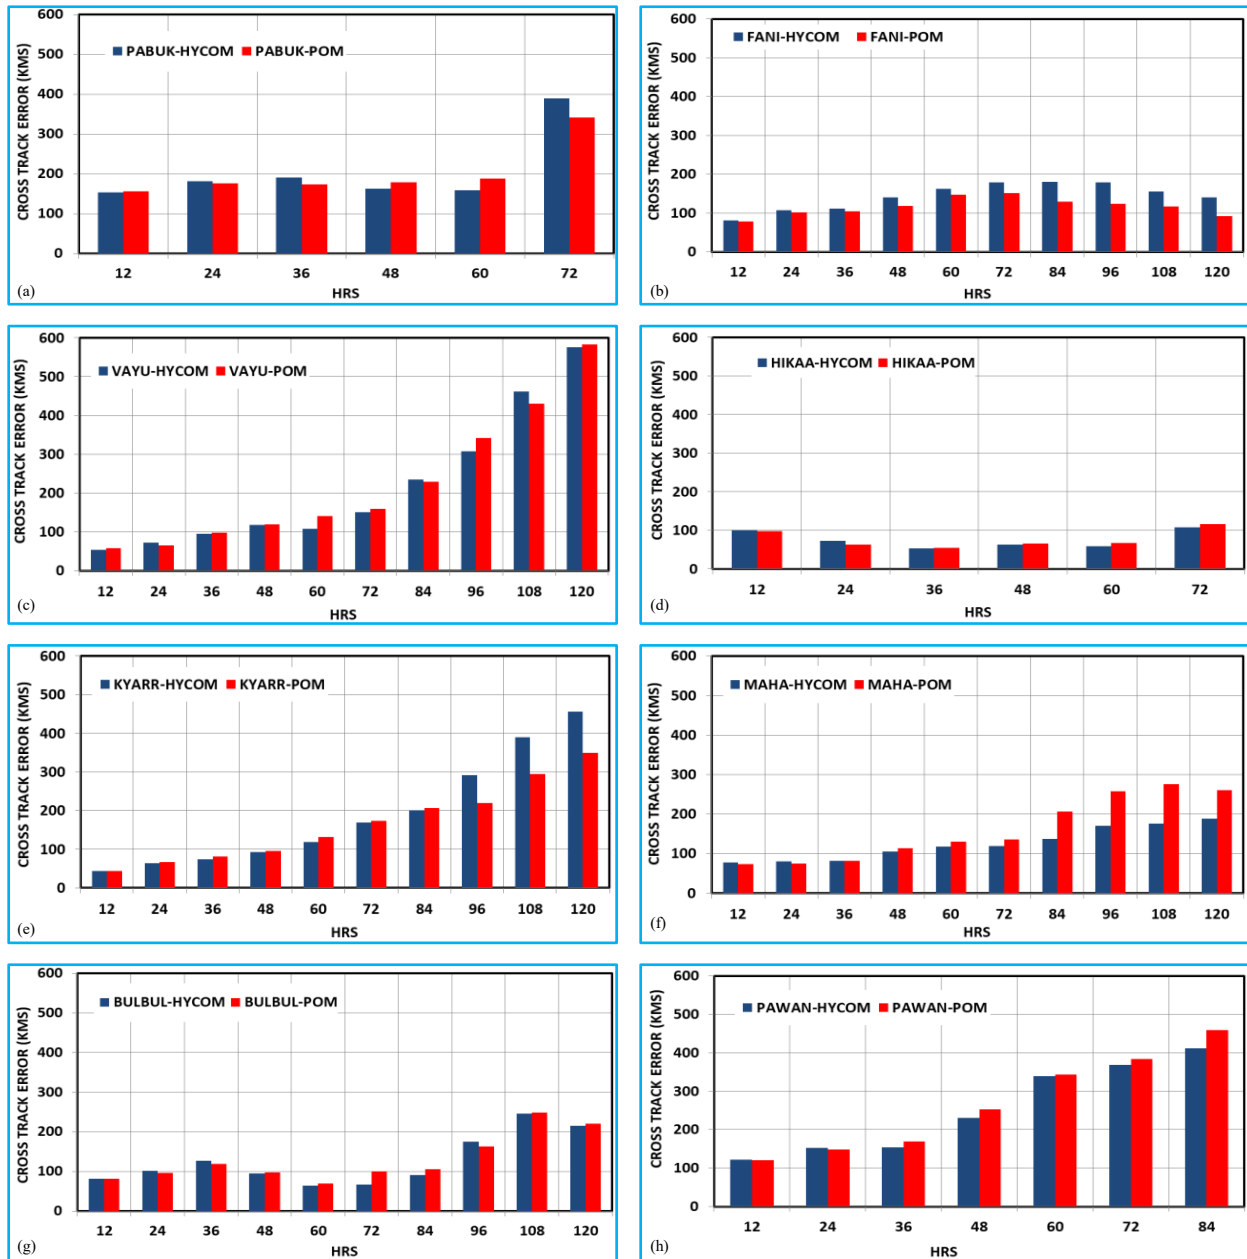 CROSS TRACK ERROR (KMS)
600
500
400
300
200
100
0
PABUK-HYCOM PABUK-POM
12 24 36 48 60 72
HRS
(a)
CROSS TRACK ERROR (KMS)
600
500
400
300
200
100
0
FANI-HYCOM FANI-POM
12 24 36 48 60 72 84 96 108 120
HRS
(b)
CROSS TRACK ERROR (KMS)
600
500
400
300
200
100
0
VAYU-HYCOM VAYU-POM
12 24 36 48 60 72 84 96 108 120
HRS
(c)
CROSS TRACK ERROR (KMS)
600
500
400
300
200
100
0
HIKAA-HYCOM HIKAA-POM
12 24 36 48 60 72
HRS
(d)
CROSS TRACK ERROR (KMS)
600
500
400
300
200
100
0
KYARR-HYCOM KYARR-POM
12 24 36 48 60 72 84 96 108 120
HRS
(e)
CROSS TRACK ERROR (KMS)
600
500
400
300
200
100
0
MAHA-HYCOM MAHA-POM
12 24 36 48 60 72 84 96 108 120
HRS
(f)
CROSS TRACK ERROR (KMS)
600
500
400
300
200
100
0
BULBUL-HYCOM BULBUL-POM
12 24 36 48 60 72 84 96 108 120
HRS
(g)
CROSS TRACK ERROR (KMS)
600
500
400
300
200
100
0
PAWAN-HYCOM PAWAN-POM
12 24 36 48 60 72 84
HRS
(h)